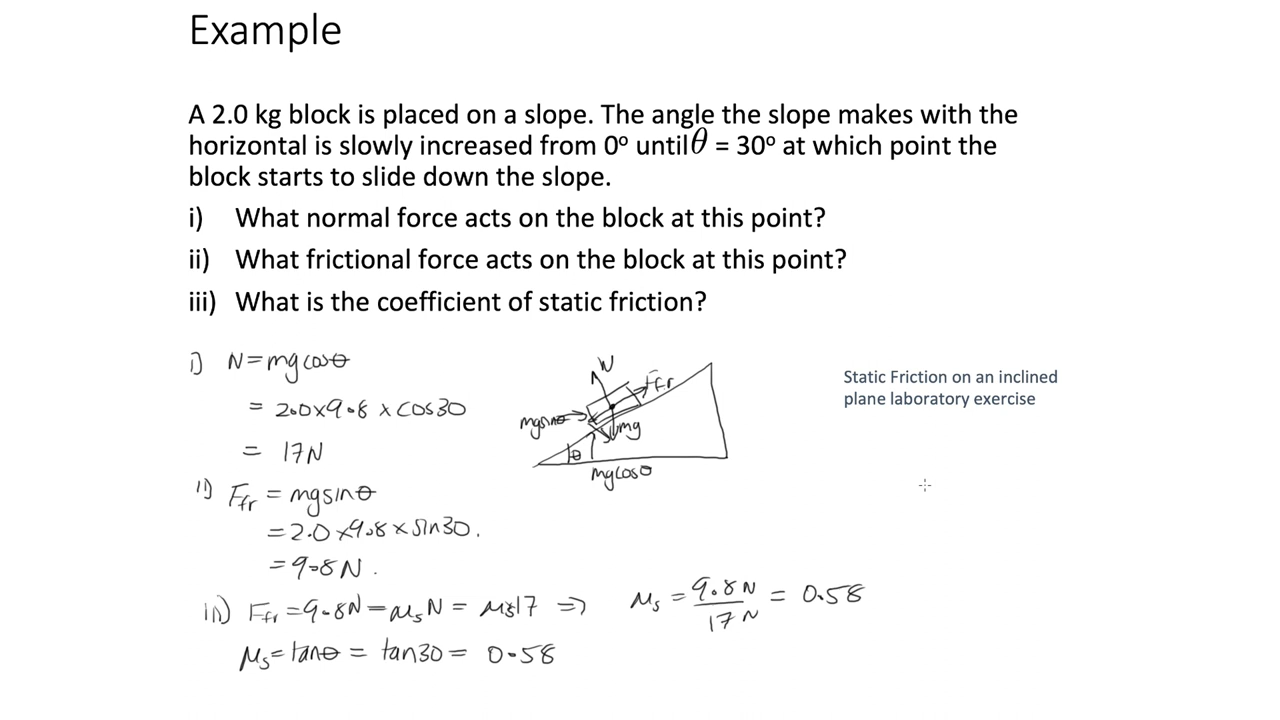 Example
A 2.0 kg block is placed on a slope. The angle the slope makes with the
horizontal is slowly increased from 0º until θ = 30º at which point the
block starts to slide down the slope.
i) What normal force acts on the block at this point?
ii) What frictional force acts on the block at this point?
iii) What is the coefficient of static friction?
i) N = mg cosθ
= 2.0 × 9.8 × cos30
= 17N
N
Ffr
mgsinθ
mg
θ
mgcosθ
Static Friction on an inclined
plane laboratory exercise
ii) Ffr = mgsinθ
= 2.0 × 9.8 × sin30.
= 9.8N.
iii) Ffr = 9.8N = μsN = μs17 => μs = 9.8N / 17N = 0.58
μs = tanθ = tan30 = 0.58